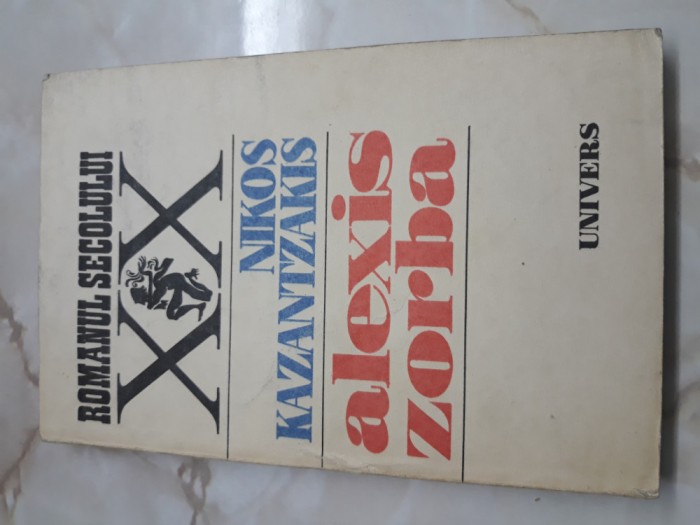 ROMANUL SECOLULUI
XX
NIKOS
KAZANTZAKIS
alexis
zorba
UNIVERS